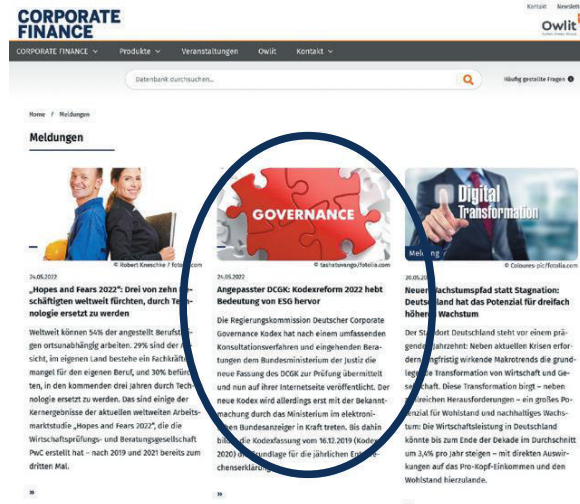 Kontakt Newslett
CORPORATE
FINANCE
Owlit
CORPORATE FINANCE Produkte Veranstaltungen Owlit Kontakt
Datenbank durchsuchen...
Häufig gestellte Fragen
Home / Meldungen
Meldungen
© Robert Kneschke / fotolia.com
24.05.2022
„Hopes and Fears 2022“: Drei von zehn Be-
schäftigten weltweit fürchten, durch Tech-
nologie ersetzt zu werden
Weltweit können 54% der angestellt Berufstäti-
gen ortsunabhängig arbeiten. 29% sind der An-
sicht, im eigenen Land bestehe ein Fachkräfte-
mangel für den eigenen Beruf, und 30% befürch-
ten, in den kommenden drei Jahren durch Tech-
nologie ersetzt zu werden. Das sind einige der
Kernergebnisse der aktuellen weltweiten Arbeits-
marktstudie „Hopes and Fears 2022“, die die
Wirtschaftsprüfungs- und Beratungsgesellschaft
PwC erstellt hat – nach 2019 und 2021 bereits zum
dritten Mal.
»
GOVERNANCE
© tashatuvango/fotolia.com
24.05.2022
Angepasster DCGK: Kodexreform 2022 hebt
Bedeutung von ESG hervor
Die Regierungskommission Deutscher Corporate
Governance Kodex hat nach einem umfassenden
Konsultationsverfahren und eingehenden Bera-
tungen dem Bundesministerium der Justiz die
neue Fassung des DCGK zur Prüfung übermittelt
und nun auf ihrer Internetseite veröffentlicht. Der
neue Kodex wird allerdings erst mit der Bekannt-
machung durch das Ministerium im elektroni-
schen Bundesanzeiger in Kraft treten. Bis dahin
bildet die Kodexfassung vom 16.12.2019 (Kodex
2020) die Grundlage für die jährlichen Entspre-
chenserklärungen.
»
Digital
Transformation
Meldung
© Coloures-pic/fotolia.com
20.05.2022
Neuer Wachstumspfad statt Stagnation:
Deutschland hat das Potenzial für dreifach
höheres Wachstum
Der Standort Deutschland steht vor einem prä-
genden Jahrzehnt: Neben aktuellen Krisen erfor-
dern langfristig wirkende Makrotrends die grund-
legende Transformation von Wirtschaft und Ge-
sellschaft. Diese Transformation birgt – neben
zahlreichen Herausforderungen – ein großes Po-
tenzial für Wohlstand und nachhaltiges Wachs-
tum: Die Wirtschaftsleistung in Deutschland
könnte bis zum Ende der Dekade im Durchschnitt
um 3,4% pro Jahr steigen – mit direkten Auswir-
kungen auf das Pro-Kopf-Einkommen und den
Wohlstand hierzulande.